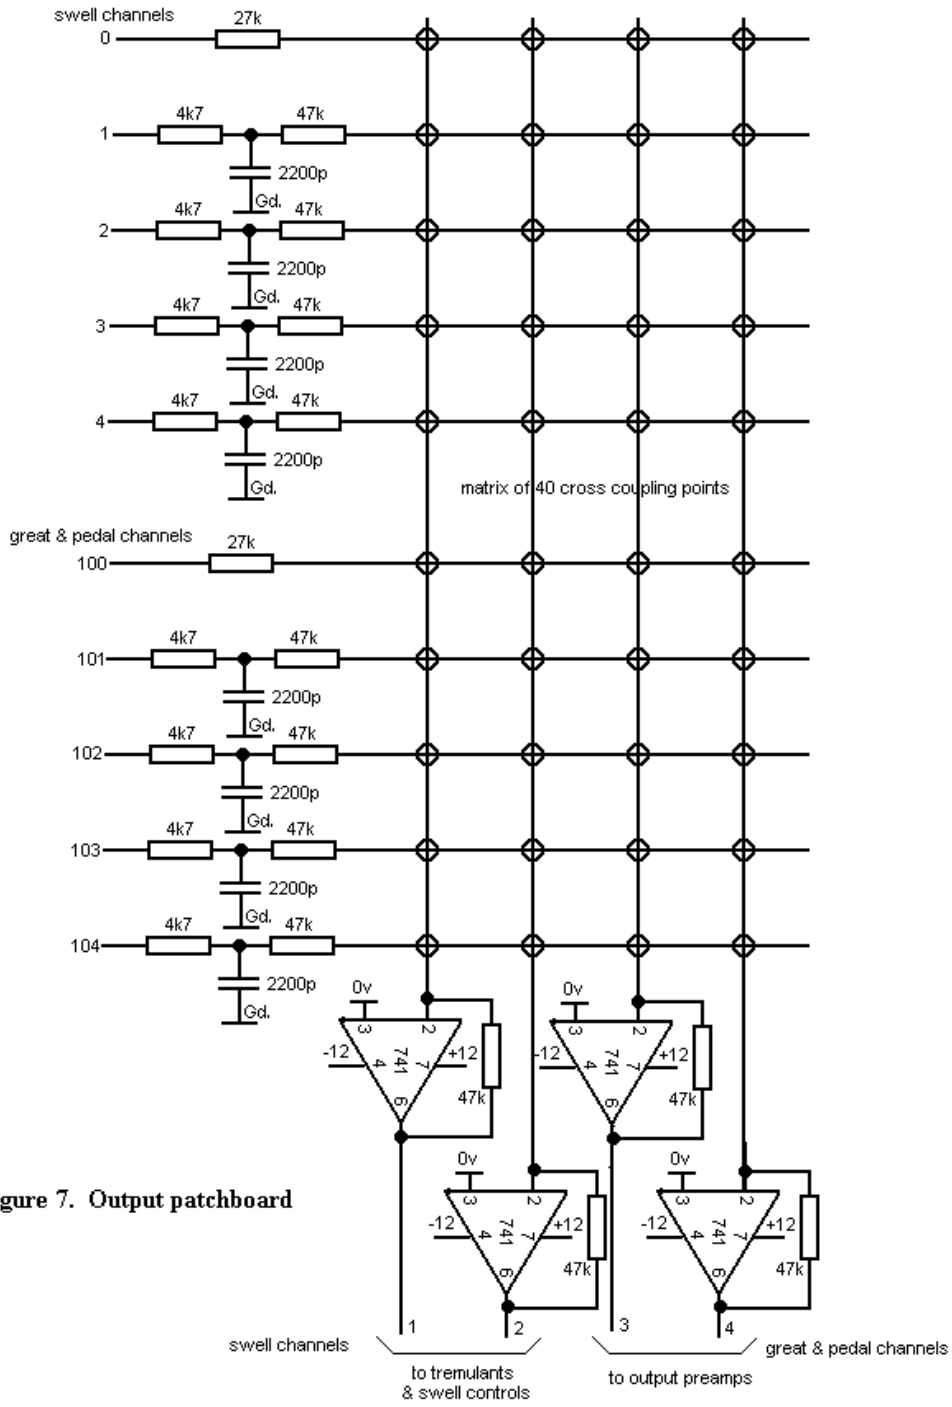 swell channels
27k
0
4k7 47k
1
2200p
Gd.
4k7 47k
2
2200p
Gd.
4k7 47k
3
2200p
Gd.
4k7 47k
4
2200p
Gd.
matrix of 40 cross coupling points
great & pedal channels
27k
100
4k7 47k
101
2200p
Gd.
4k7 47k
102
2200p
Gd.
4k7 47k
103
2200p
Gd.
4k7 47k
104
2200p
Gd.
0v 0v
3 2 3 2
-12 4 741 7 +12 -12 4 741 7 +12
6 47k 6 47k
0v 0v
gure 7. Output patchboard
3 2 3 2
-12 4 741 7 +12 -12 4 741 7 +12
6 47k 6 47k
1 2 3 4
swell channels great & pedal channels
to tremulants
& swell controls
to output preamps